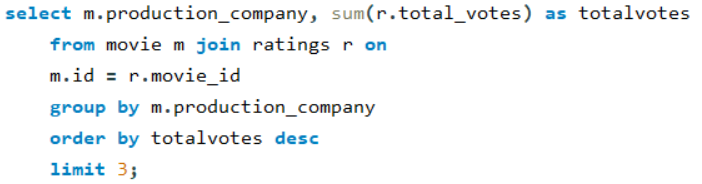 select m.production_company, sum(r.total_votes) as totalvotes
from movie m join ratings r on
m.id = r.movie_id
group by m.production_company
order by totalvotes desc
limit 3;